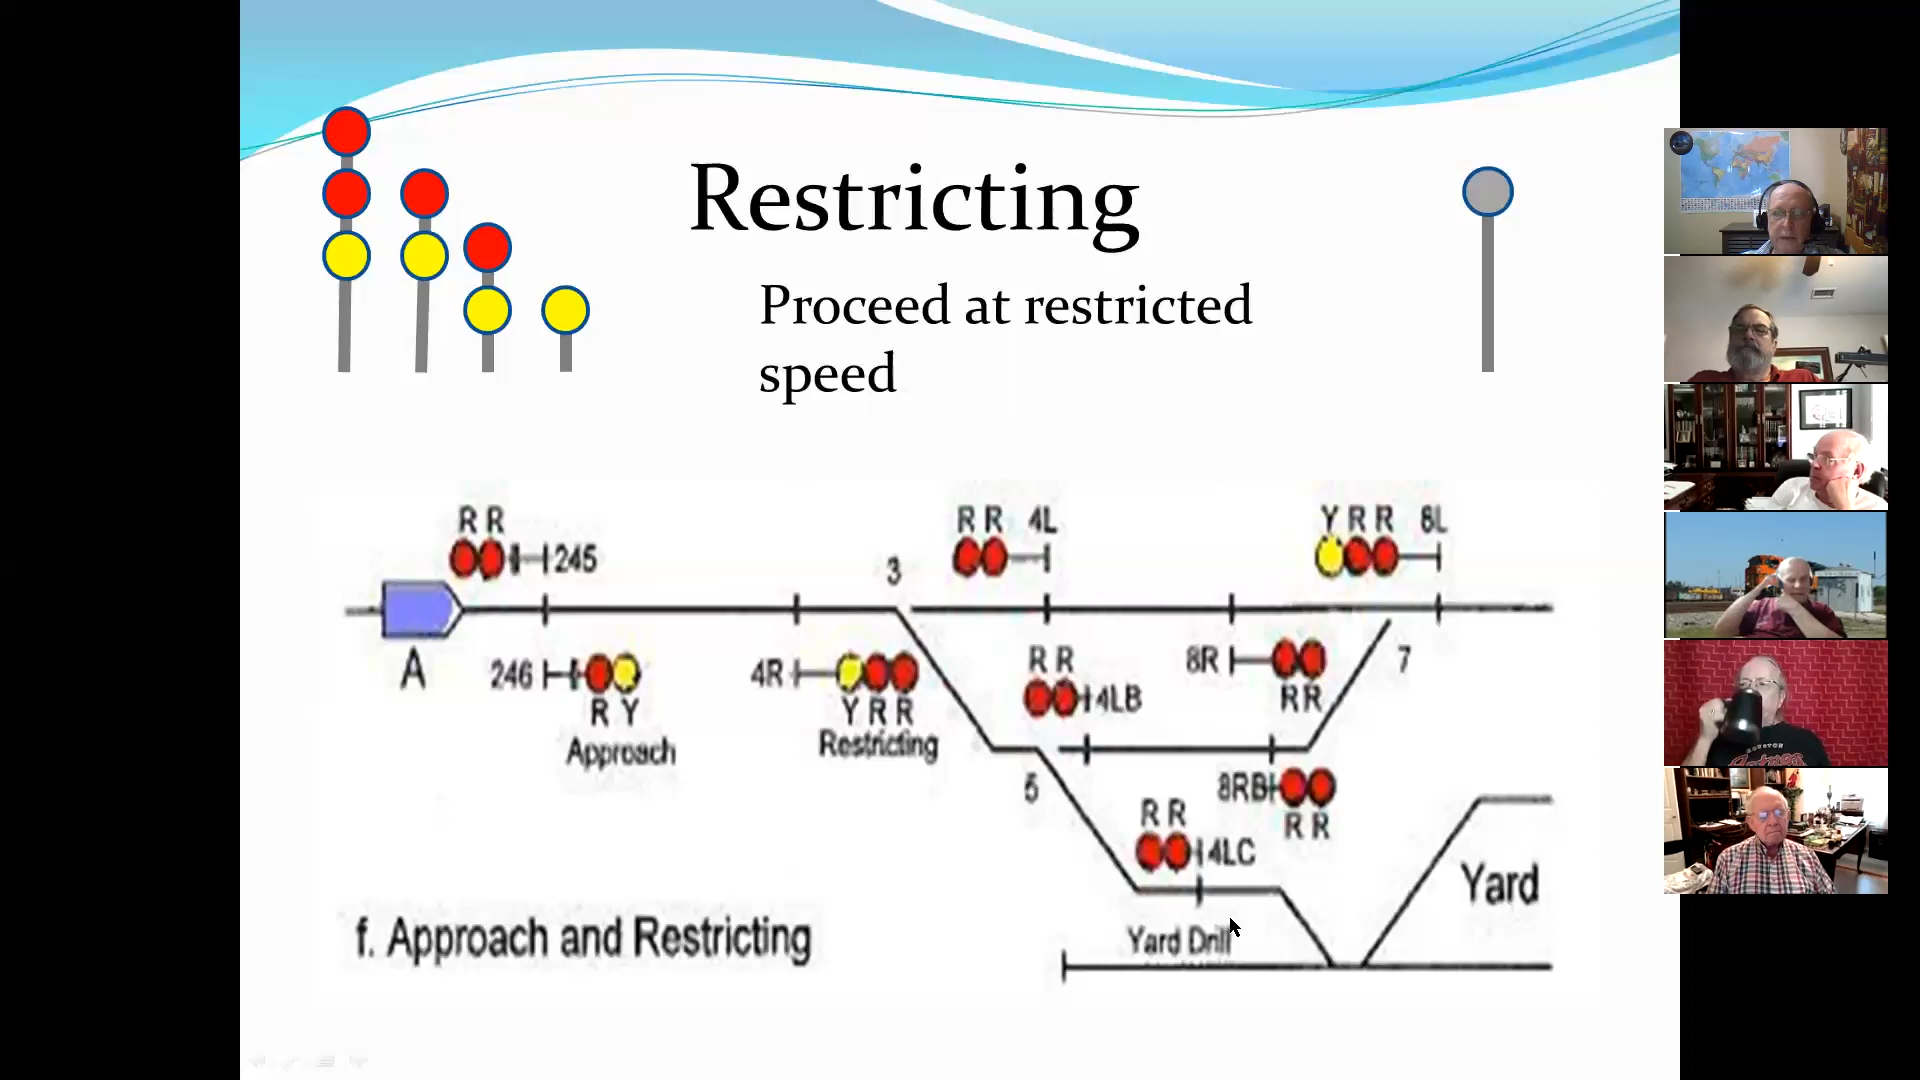 Restricting
Proceed at restricted
speed
R R
245
3
R R 4L
Y R R 8L
A
246
R Y
Approach
4R
Y R R
Restricting
R R
4LB
8R
R R
7
5
8RB
R R
R R
4LC
Yard
f. Approach and Restricting
Yard Drill